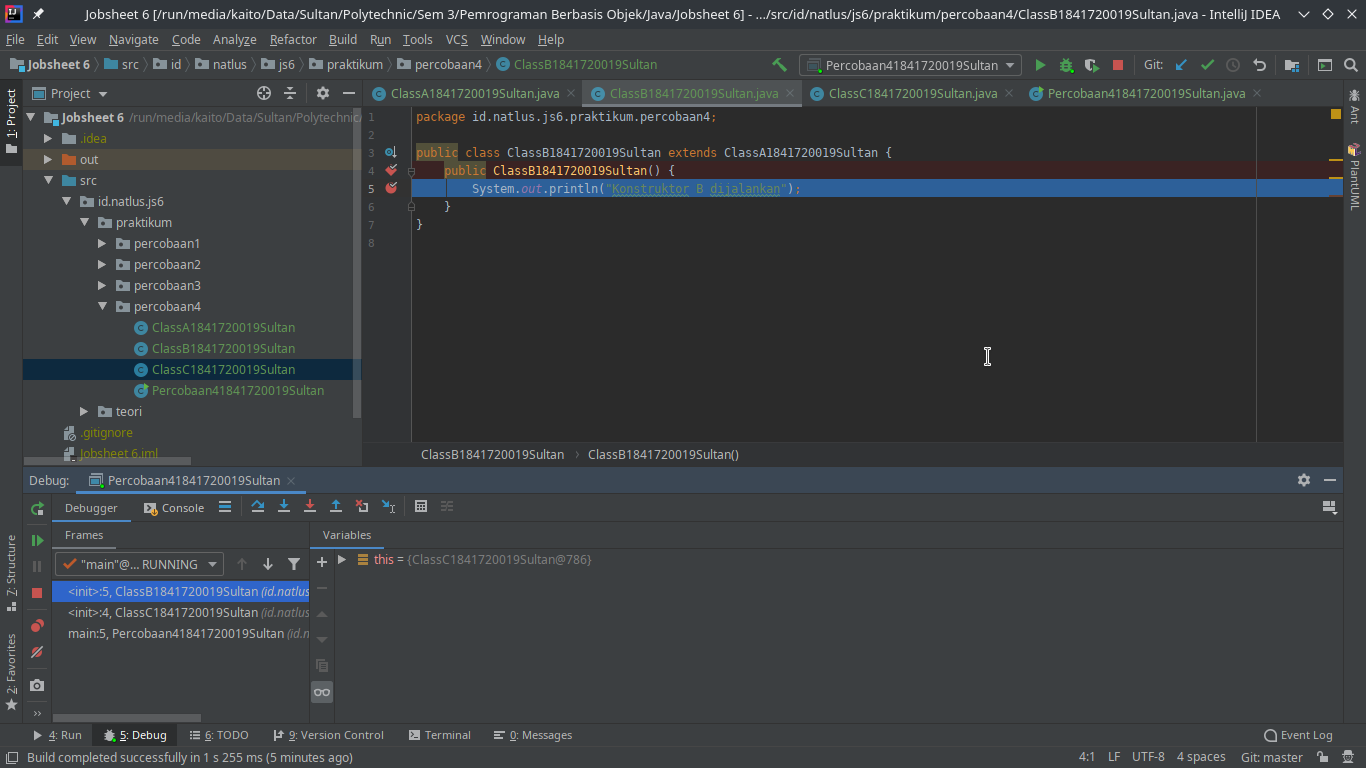 Jobsheet 6 [/run/media/kaito/Data/Sultan/Polytechnic/Sem 3/Pemrograman Berbasis Objek/Java/Jobsheet 6] - .../src/id/natlus/js6/praktikum/percobaan4/ClassB1841720019Sultan.java - IntelliJ IDEA
File Edit View Navigate Code Analyze Refactor Build Run Tools VCS Window Help
Jobsheet 6 src id natlus js6 praktikum percobaan4 ClassB1841720019Sultan Percobaan41841720019Sultan Git:
1: Project
Project
ClassA1841720019Sultan.java ClassB1841720019Sultan.java ClassC1841720019Sultan.java Percobaan41841720019Sultan.java
Ant
PlantUML
Jobsheet 6 /run/media/kaito/Data/Sultan/Polytechnic/
.idea
out
src
id.natlus.js6
praktikum
percobaan1
percobaan2
percobaan3
percobaan4
ClassA1841720019Sultan
ClassB1841720019Sultan
ClassC1841720019Sultan
Percobaan41841720019Sultan
teori
.gitignore
Jobsheet 6.iml
1 package id.natlus.js6.praktikum.percobaan4;
2
3 public class ClassB1841720019Sultan extends ClassA1841720019Sultan {
4 public ClassB1841720019Sultan() {
5 System.out.println("Konstruktor B dijalankan");
6 }
7 }
8
ClassB1841720019Sultan ClassB1841720019Sultan()
Debug: Percobaan41841720019Sultan
Debugger Console
Frames
"main"@... RUNNING
<init>:5, ClassB1841720019Sultan (id.natlus
<init>:4, ClassC1841720019Sultan (id.natlus
main:5, Percobaan41841720019Sultan (id.n
Variables
this = {ClassC1841720019Sultan@786}
7: Structure
2: Favorites
4: Run 5: Debug 6: TODO 9: Version Control Terminal 0: Messages Event Log
Build completed successfully in 1 s 255 ms (5 minutes ago) 4:1 LF UTF-8 4 spaces Git: master